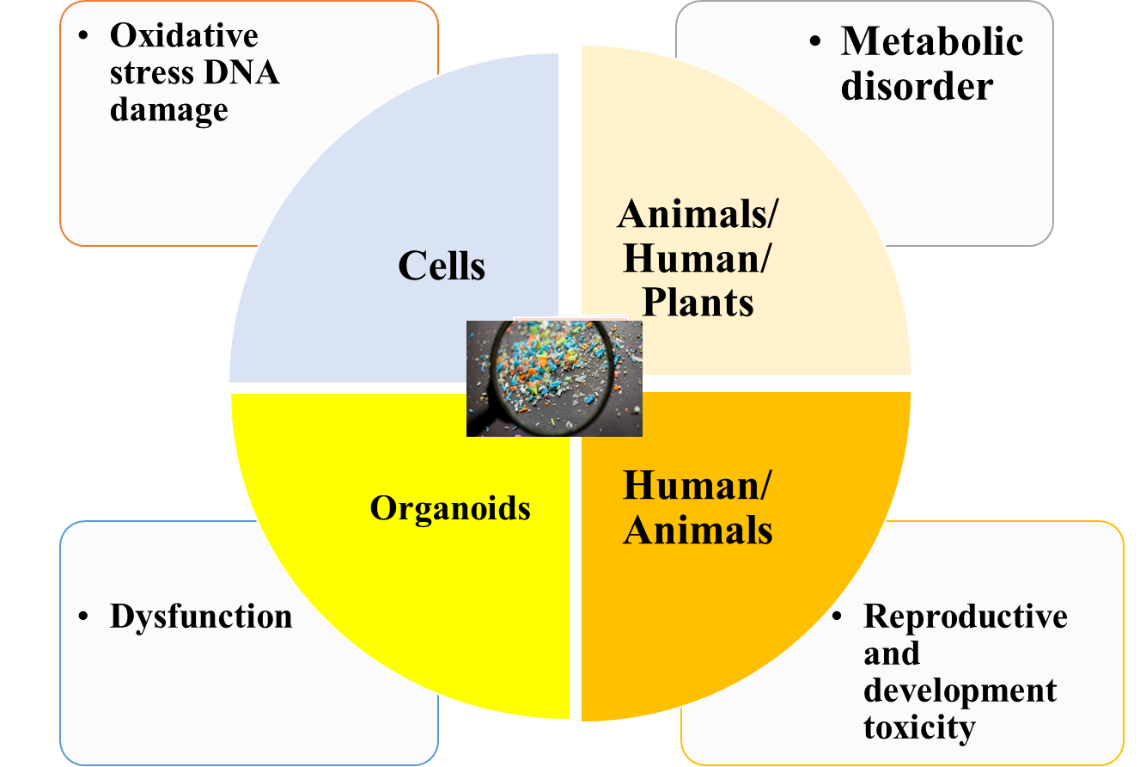 • Oxidative
stress DNA
damage
• Metabolic
disorder
Cells
Animals/
Human/
Plants
Organoids
Human/
Animals
• Dysfunction
• Reproductive
and
development
toxicity